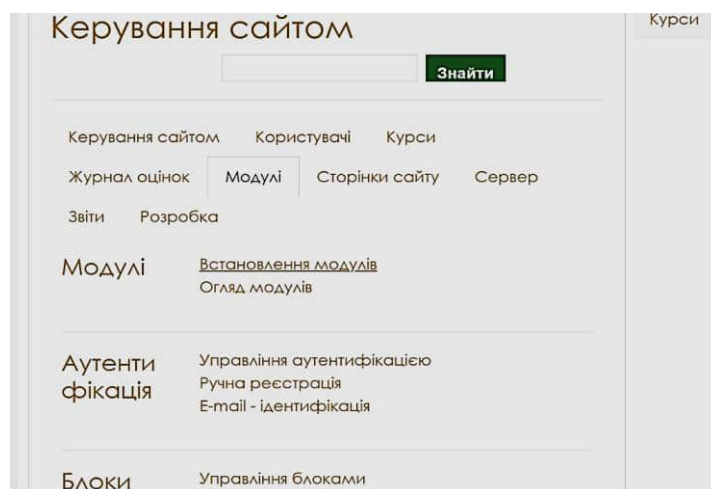 Керування сайтом
Курси
Знайти
Керування сайтом Користувачі Курси
Журнал оцінок Модулі Сторінки сайту Сервер
Звіти Розробка
Модулі
Встановлення модулів
Огляд модулів
Аутенти
фікація
Управління аутентифікацією
Ручна реєстрація
E-mail - ідентифікація
Блоки
Управління блоками